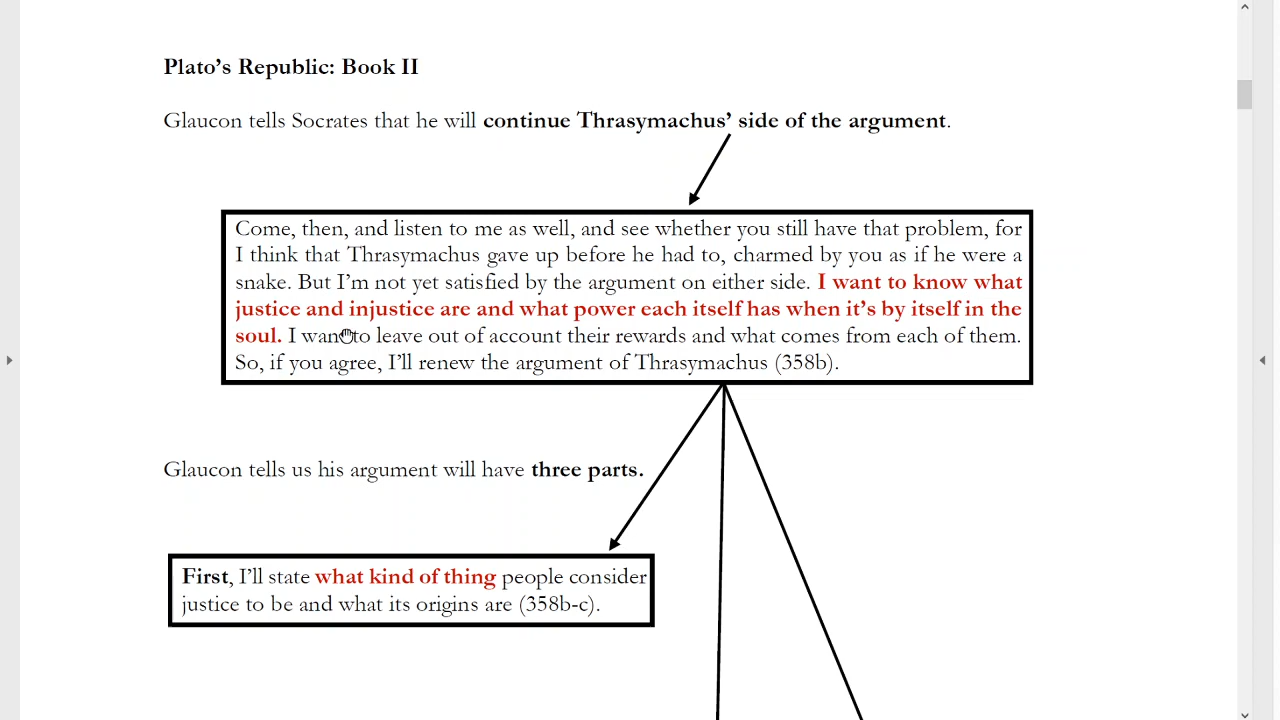 Plato's Republic: Book II
Glaucon tells Socrates that he will continue Thrasymachus' side of the argument.
Come, then, and listen to me as well, and see whether you still have that problem, for
I think that Thrasymachus gave up before he had to, charmed by you as if he were a
snake. But I'm not yet satisfied by the argument on either side. I want to know what
justice and injustice are and what power each itself has when it's by itself in the
soul. I want to leave out of account their rewards and what comes from each of them.
So, if you agree, I'll renew the argument of Thrasymachus (358b).
Glaucon tells us his argument will have three parts.
First, I'll state what kind of thing people consider
justice to be and what its origins are (358b-c).